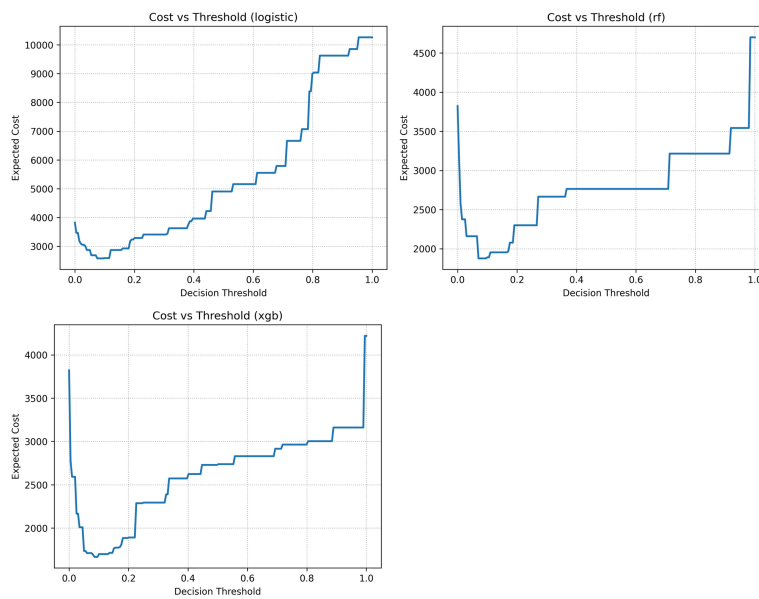 Cost vs Threshold (logistic)
10000
9000
8000
7000
6000
5000
4000
3000
Expected Cost
0.0 0.2 0.4 0.6 0.8 1.0
Decision Threshold
Cost vs Threshold (rf)
4500
4000
3500
3000
2500
2000
Expected Cost
0.0 0.2 0.4 0.6 0.8 1.0
Decision Threshold
Cost vs Threshold (xgb)
4000
3500
3000
2500
2000
Expected Cost
0.0 0.2 0.4 0.6 0.8 1.0
Decision Threshold